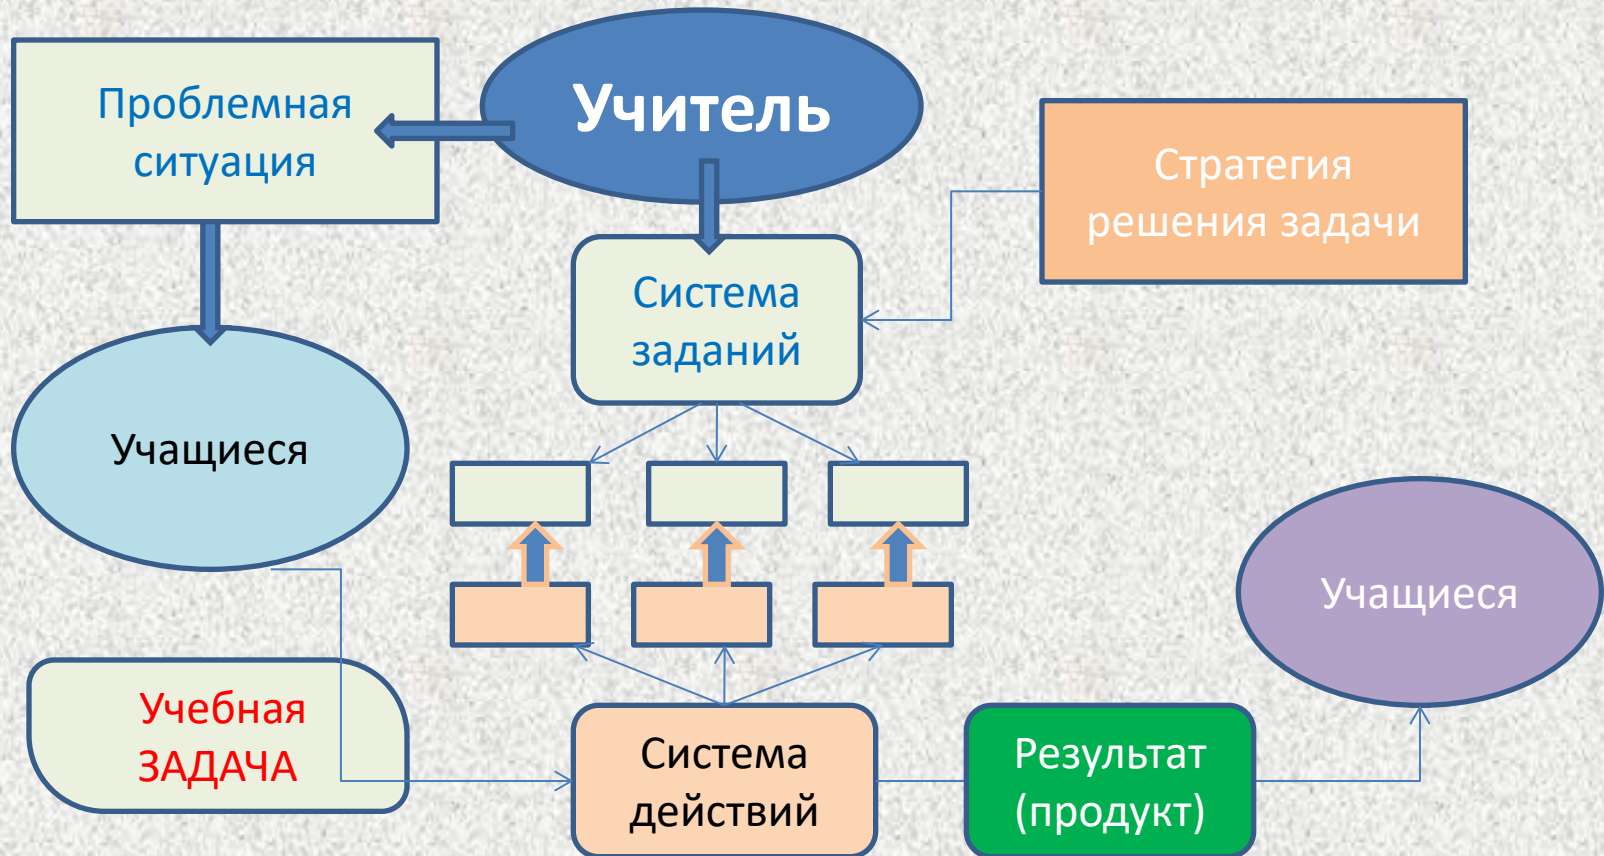 Проблемная
ситуация
Учитель
Стратегия
решения задачи
Система
заданий
Учащиеся
Учащиеся
Учебная
ЗАДАЧА
Система
действий
Результат
(продукт)